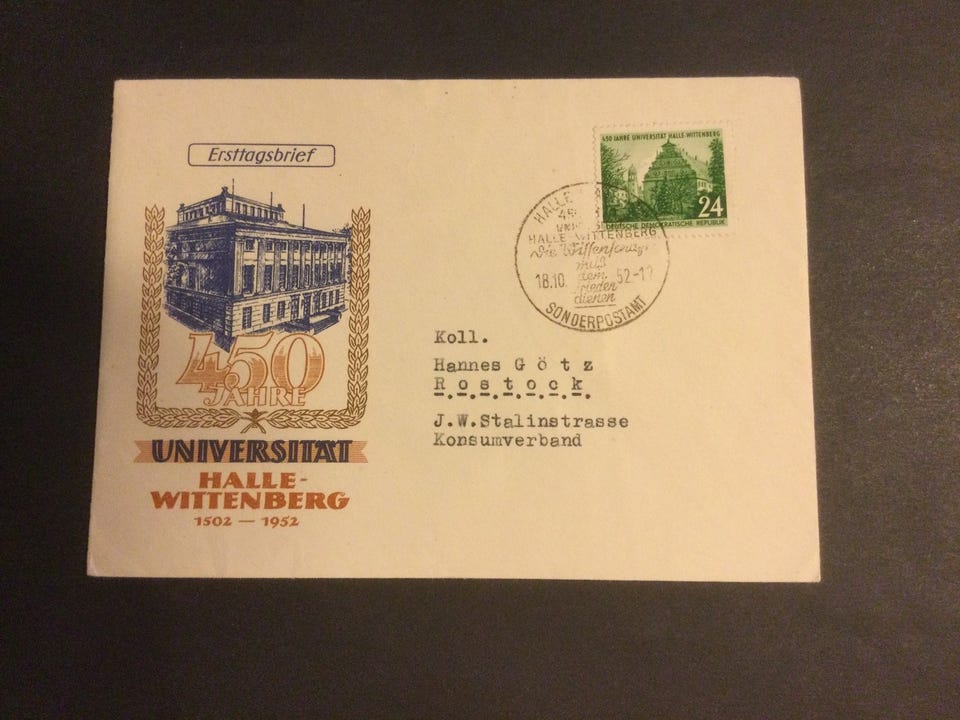 Ersttagsbrief
450
JAHRE
UNIVERSITÄT
HALLE-
WITTENBERG
1502 — 1952
450 JAHRE UNIVERSITÄT HALLE-WITTENBERG
24
DEUTSCHE DEMOKRATISCHE REPUBLIK
HALLE
HALLE-WITTENBERG
Die Wissenschaft
muß
18.10. dem 52-17
Frieden
dienen
SONDERPOSTAMT
Koll.
Hannes Götz
Rostock.
J.W.Stalinstrasse
Konsumverband